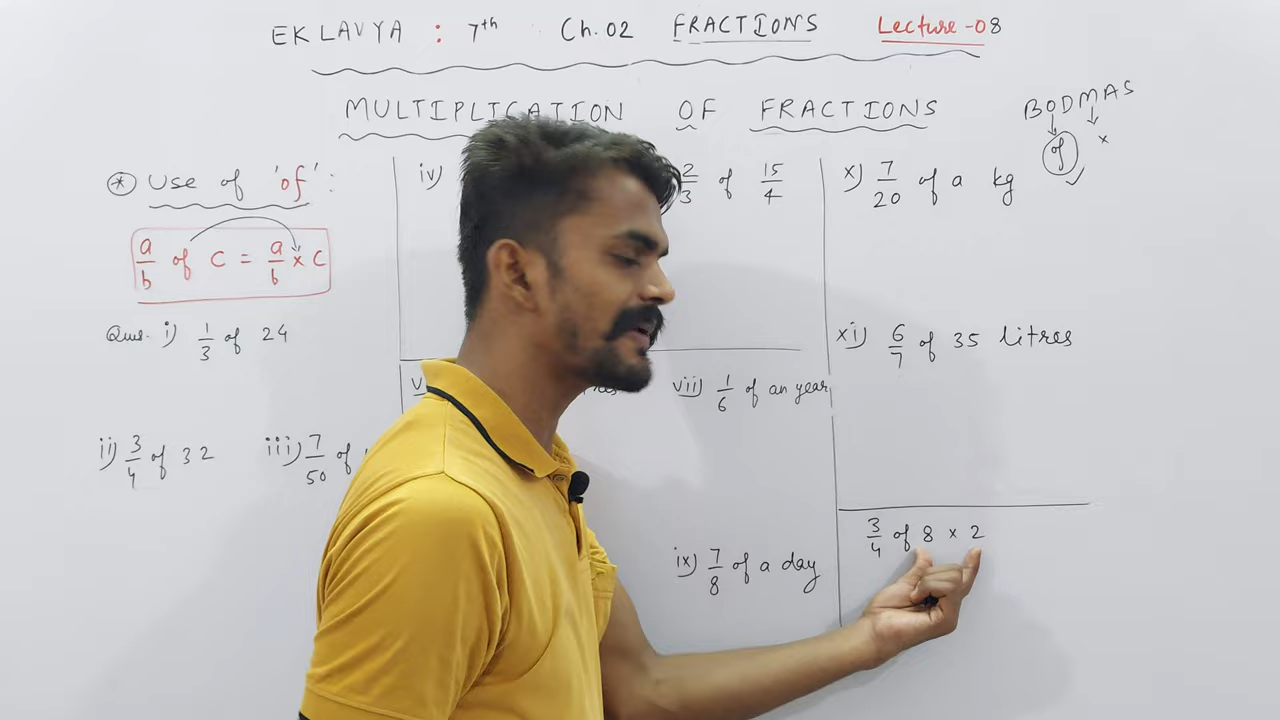 EKLAVYA : 7th Ch. 02 FRACTIONS Lecture-08
MULTIPLICATION OF FRACTIONS
BODMAS
of ×
* Use of 'of' :
a/b of C = a/b × C
Ques. i) 1/3 of 24
ii) 3/4 of 32 iii) 7/50 of
iv)
2/3 of 15/4
vii) 1/6 of an year
ix) 7/8 of a day
x) 7/20 of a kg
xi) 6/7 of 35 litres
3/4 of 8 × 2